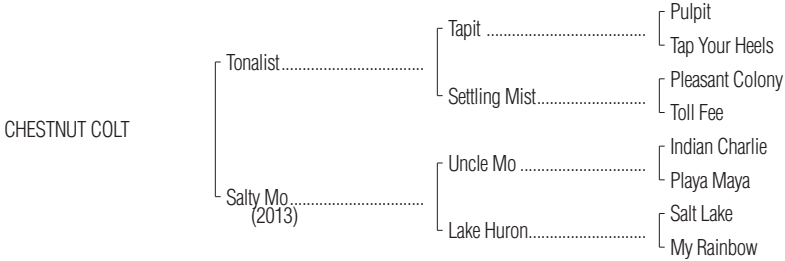 Pulpit
Tapit ......................................
Tap Your Heels
Tonalist..................................
Pleasant Colony
Settling Mist..........................
Toll Fee
CHESTNUT COLT
Indian Charlie
Uncle Mo ..............................
Playa Maya
Salty Mo................................
(2013)
Salt Lake
Lake Huron............................
My Rainbow